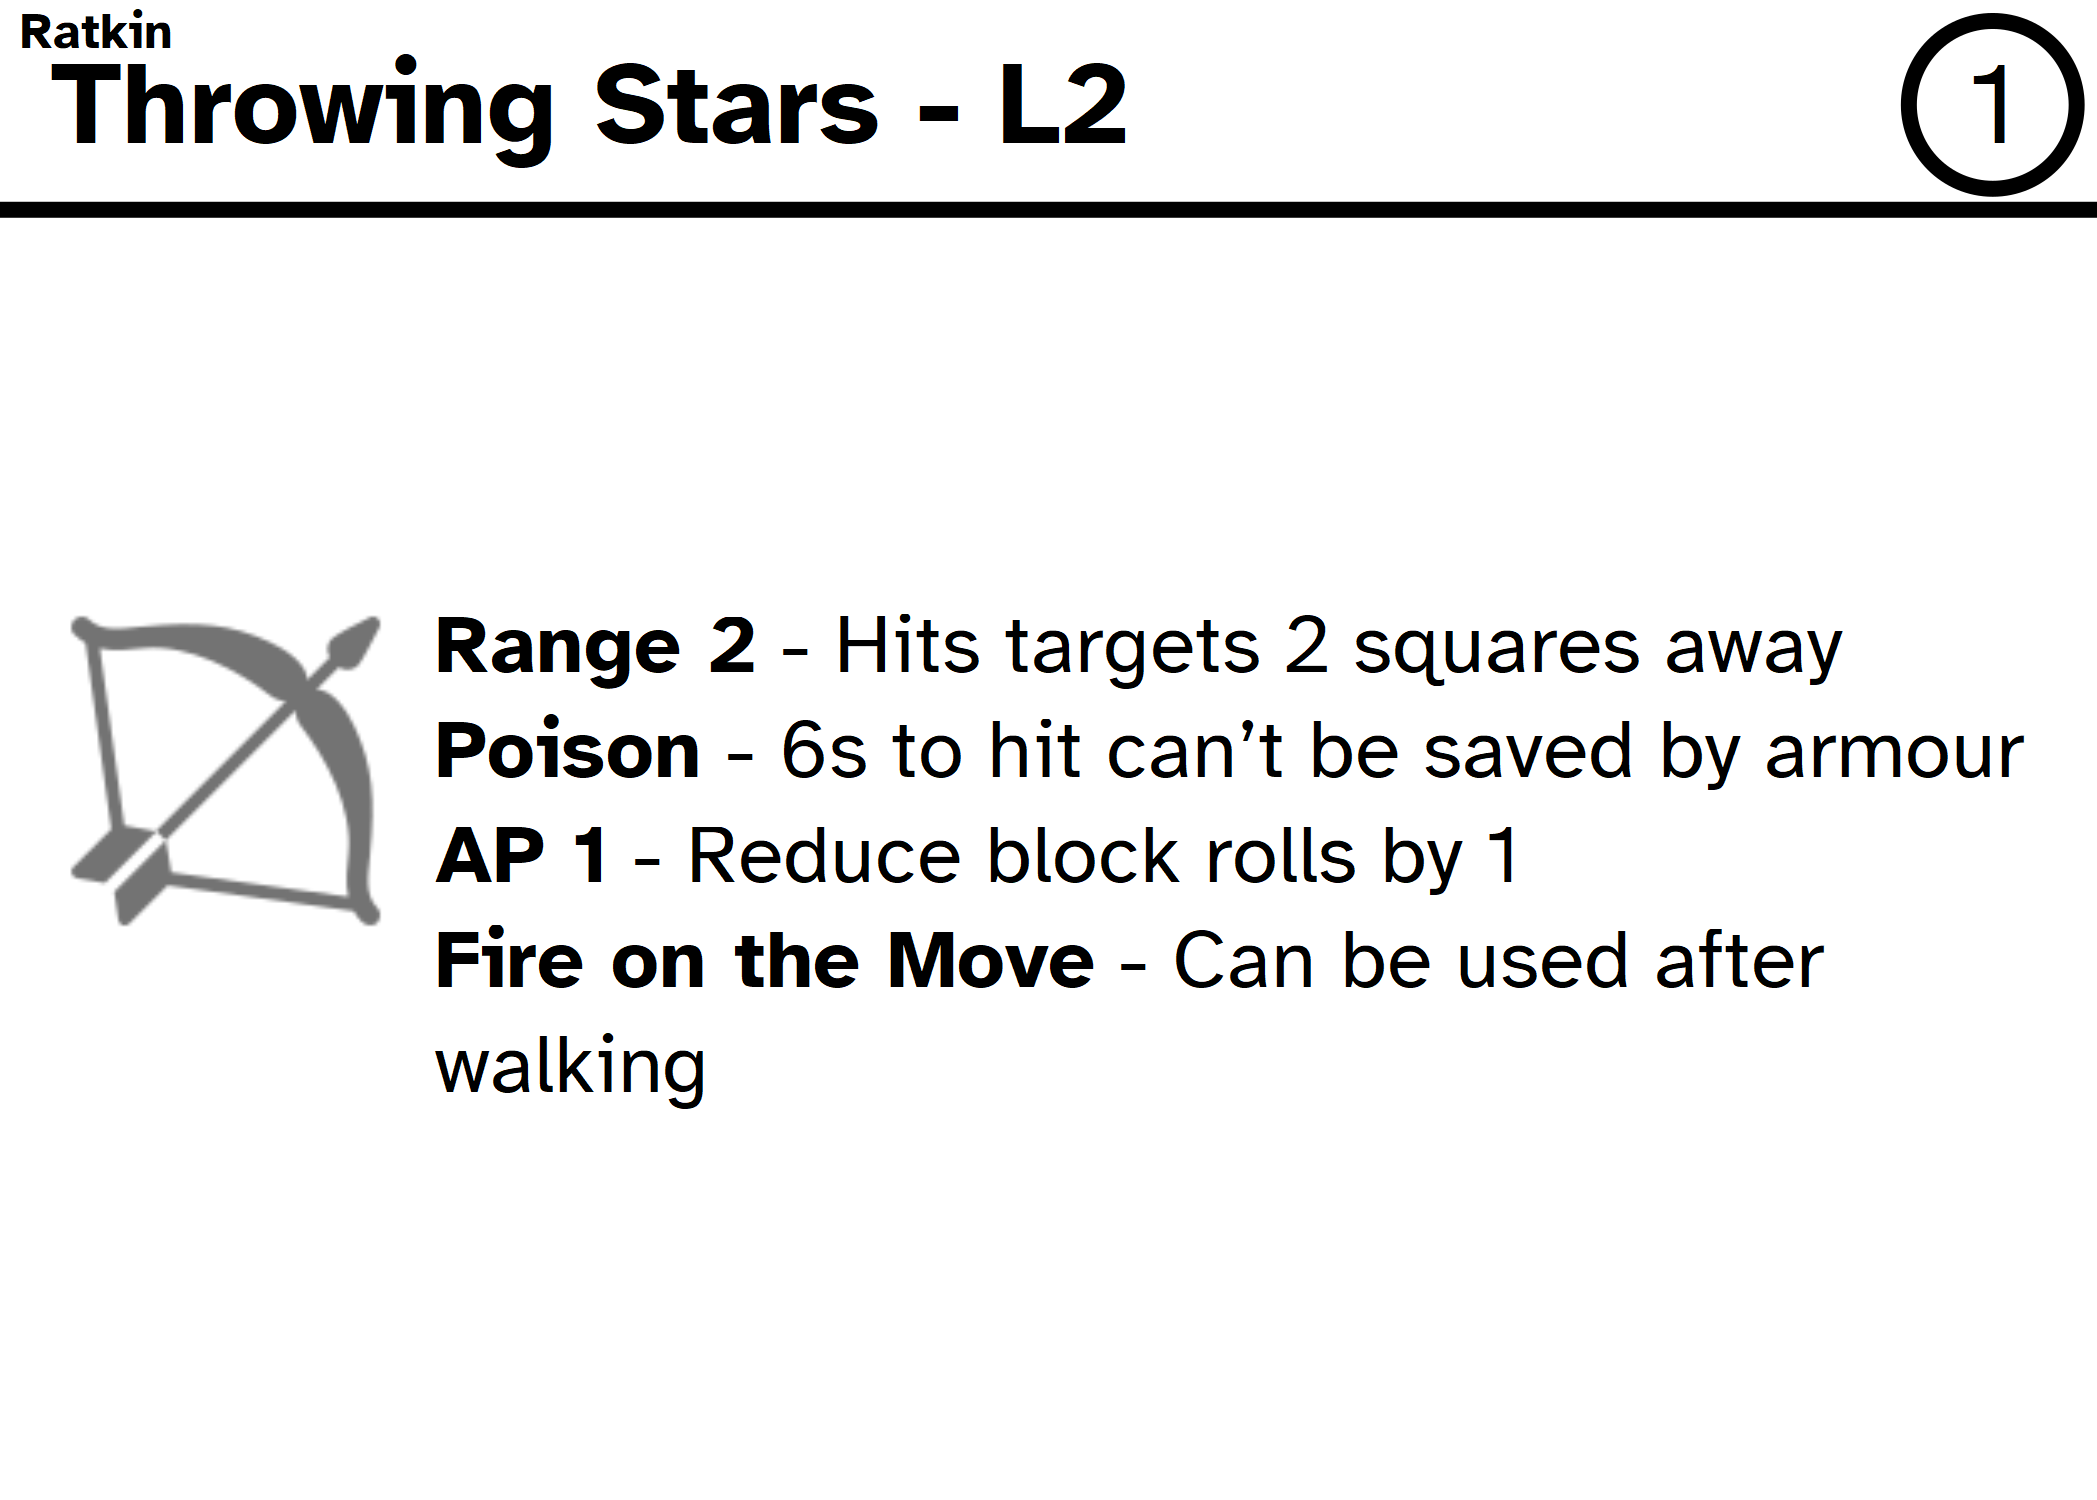 Ratkin
Throwing Stars - L2
1
Range 2 - Hits targets 2 squares away
Poison - 6s to hit can’t be saved by armour
AP 1 - Reduce block rolls by 1
Fire on the Move - Can be used after
walking